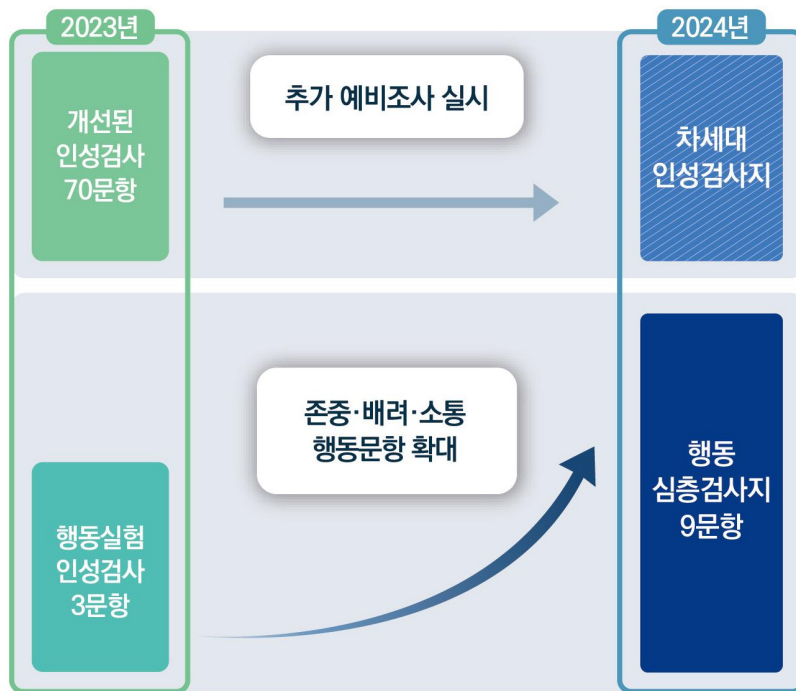 2023년
2024년
개선된
인성검사
70문항
추가 예비조사 실시
차세대
인성검사지
행동실험
인성검사
3문항
존중·배려·소통
행동문항 확대
행동
심층검사지
9문항